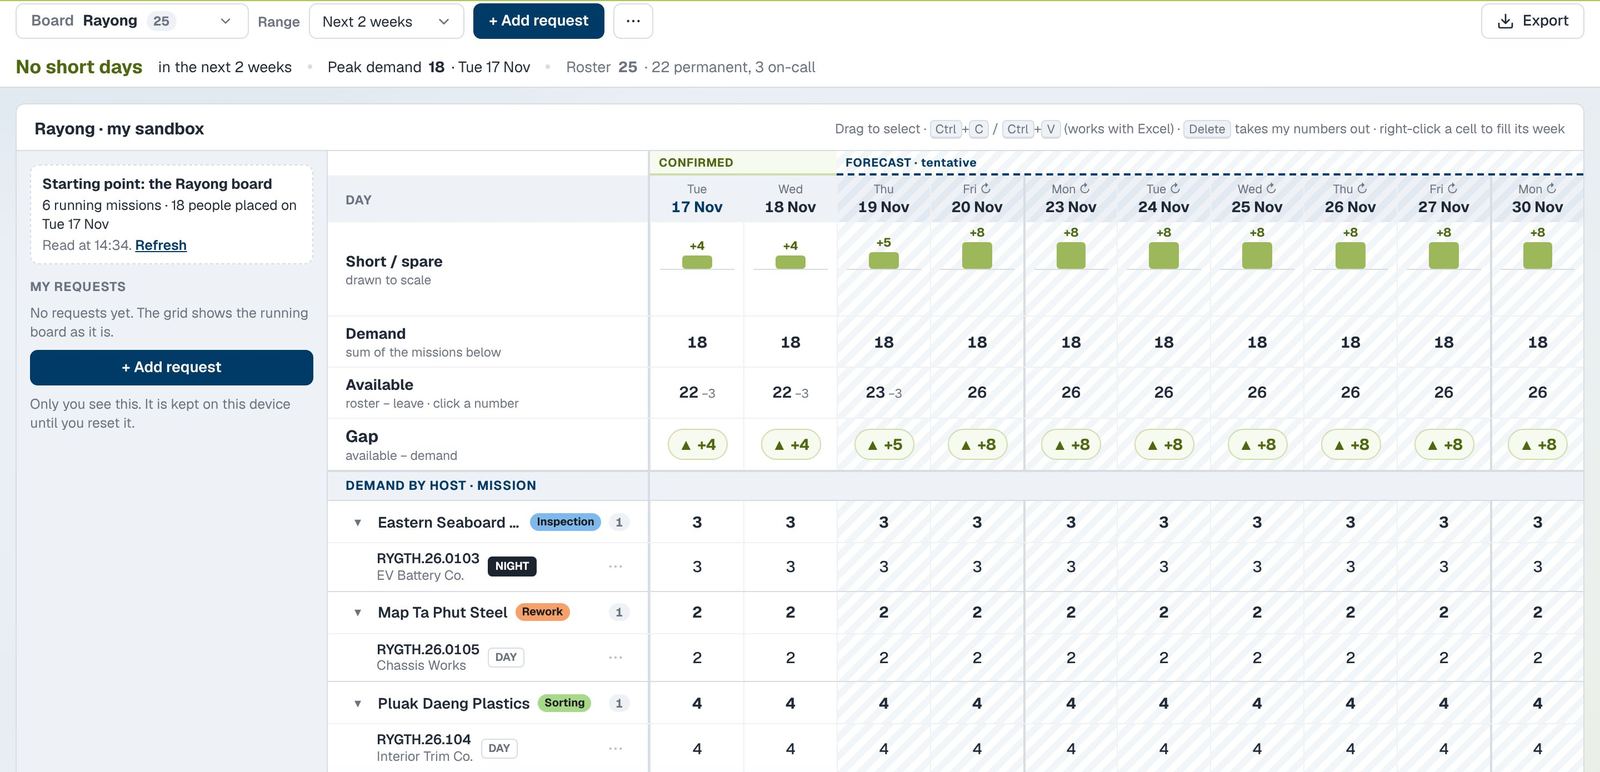 Board Rayong 25 Range Next 2 weeks + Add request ··· Export
No short days in the next 2 weeks • Peak demand 18 · Tue 17 Nov • Roster 25 · 22 permanent, 3 on-call
Rayong · my sandbox Drag to select · Ctrl + C / Ctrl + V (works with Excel) · Delete takes my numbers out · right-click a cell to fill its week
Starting point: the Rayong board
6 running missions · 18 people placed on
Tue 17 Nov
Read at 14:34. Refresh
MY REQUESTS
No requests yet. The grid shows the running
board as it is.
+ Add request
Only you see this. It is kept on this device
until you reset it.
CONFIRMED FORECAST · tentative
DAY
Tue Wed Thu Fri ↻ Mon ↻ Tue ↻ Wed ↻ Thu ↻ Fri ↻ Mon ↻
17 Nov 18 Nov 19 Nov 20 Nov 23 Nov 24 Nov 25 Nov 26 Nov 27 Nov 30 Nov
Short / spare
drawn to scale
+4 +4 +5 +8 +8 +8 +8 +8 +8 +8
Demand
sum of the missions below
18 18 18 18 18 18 18 18 18 18
Available
roster – leave · click a number
22 –3 22 –3 23 –3 26 26 26 26 26 26 26
Gap
available – demand
▲ +4 ▲ +4 ▲ +5 ▲ +8 ▲ +8 ▲ +8 ▲ +8 ▲ +8 ▲ +8 ▲ +8
DEMAND BY HOST · MISSION
▼ Eastern Seaboard ... Inspection 1 3 3 3 3 3 3 3 3 3 3
RYGTH.26.0103
EV Battery Co.
NIGHT ··· 3 3 3 3 3 3 3 3 3 3
▼ Map Ta Phut Steel Rework 1 2 2 2 2 2 2 2 2 2 2
RYGTH.26.0105
Chassis Works
DAY ··· 2 2 2 2 2 2 2 2 2 2
▼ Pluak Daeng Plastics Sorting 1 4 4 4 4 4 4 4 4 4 4
RYGTH.26.104
Interior Trim Co.
DAY ··· 4 4 4 4 4 4 4 4 4 4